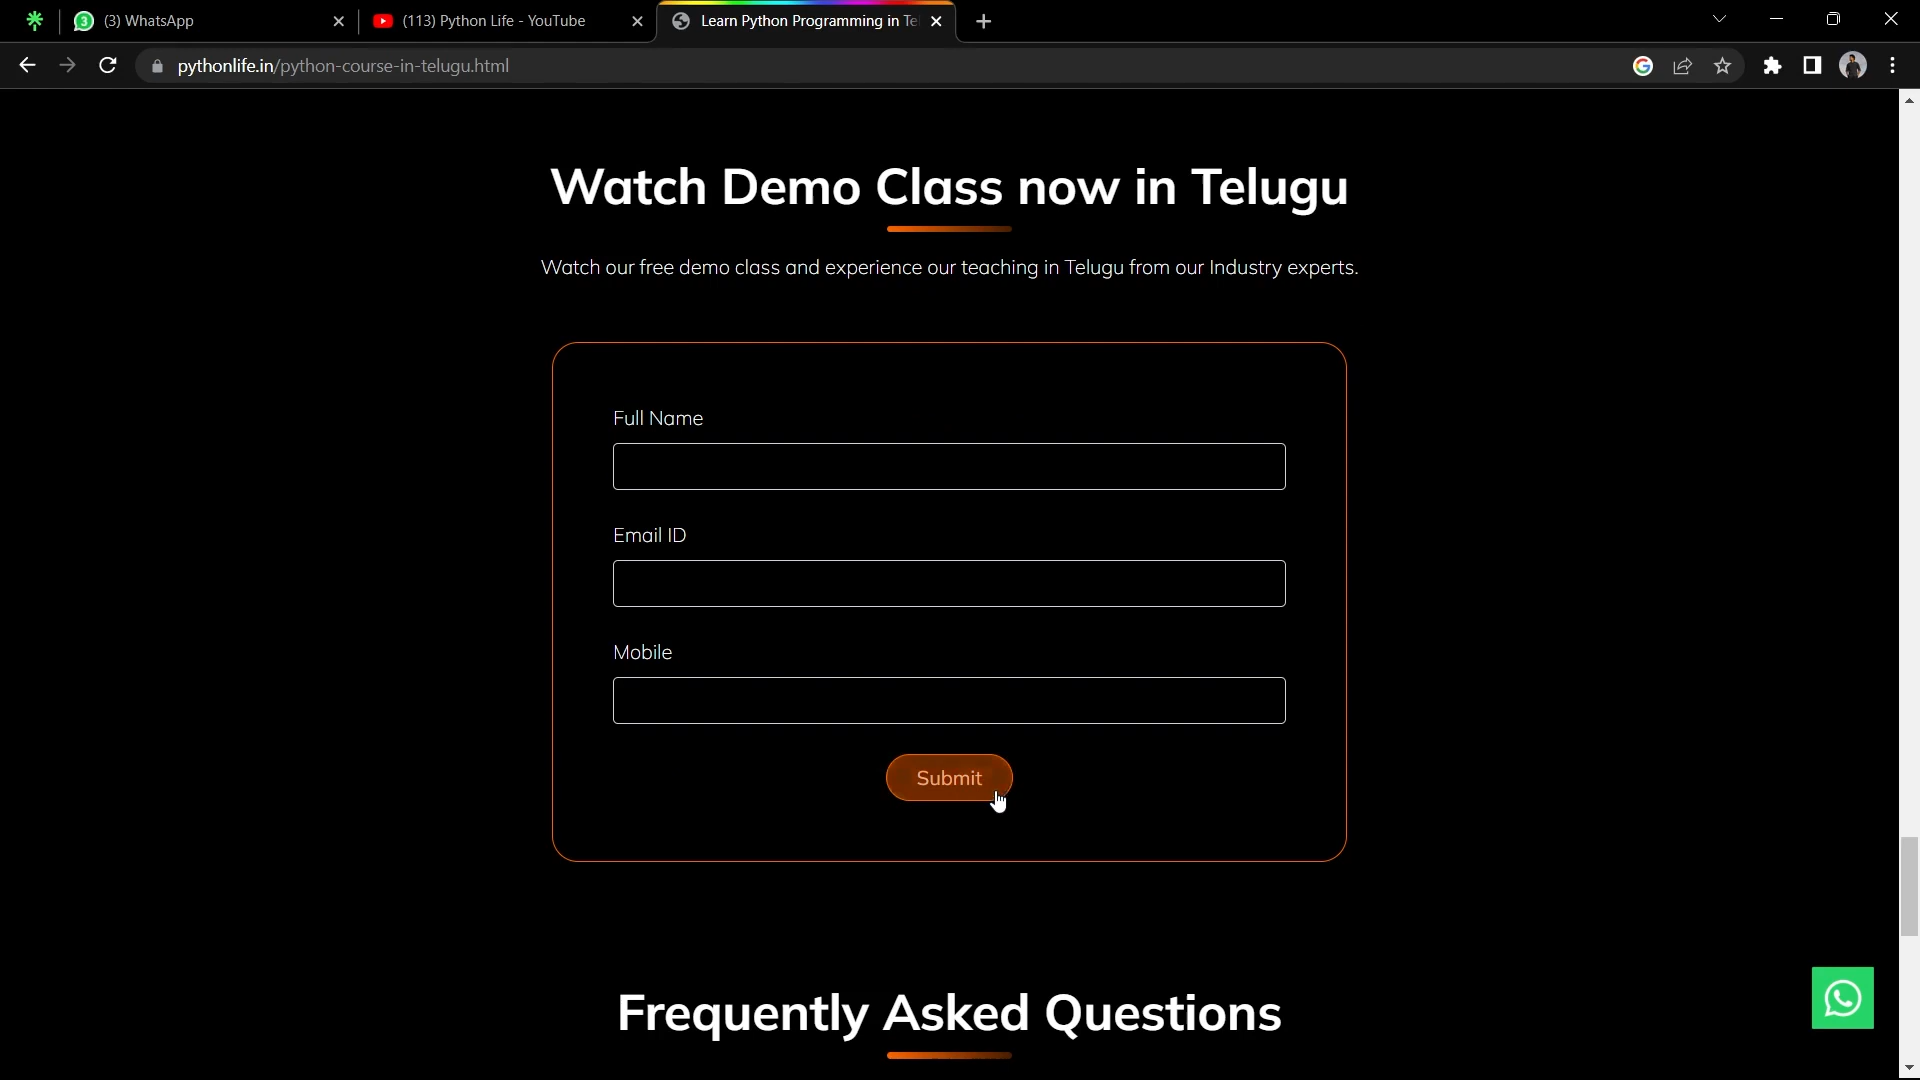 (3) WhatsApp
(113) Python Life - YouTube
Learn Python Programming in Te
pythonlife.in/python-course-in-telugu.html
Watch Demo Class now in Telugu
Watch our free demo class and experience our teaching in Telugu from our Industry experts.
Full Name
Email ID
Mobile
Submit
Frequently Asked Questions